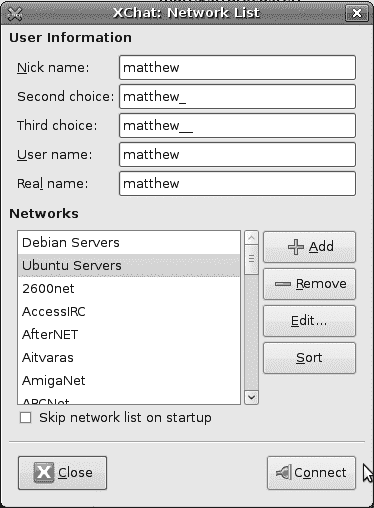 XChat: Network List
User Information
Nick name: matthew
Second choice: matthew_
Third choice: matthew__
User name: matthew
Real name: matthew
Networks
Debian Servers
Ubuntu Servers
2600net
AccessIRC
AfterNET
Aitvaras
AmigaNet
ARCNet
Add
Remove
Edit...
Sort
Skip network list on startup
Close
Connect